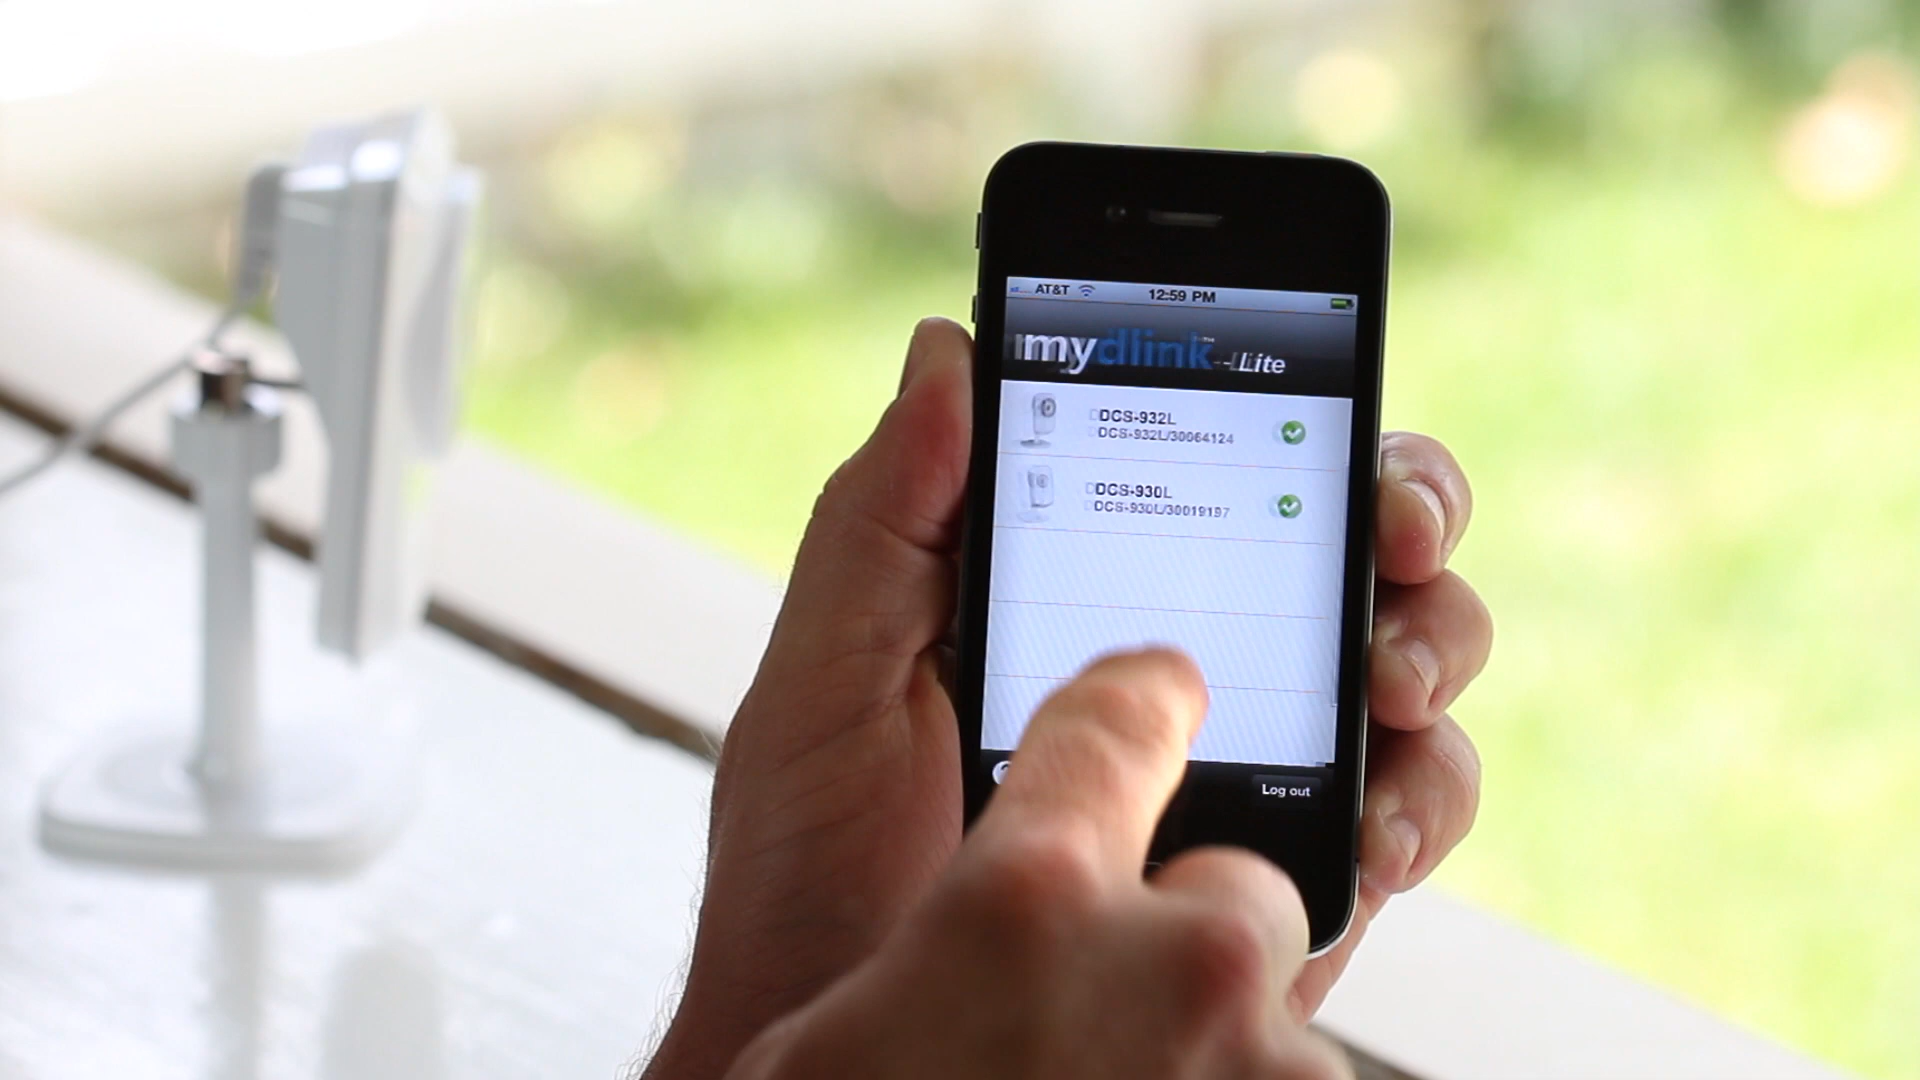 AT&T 12:59 PM
mydlink Lite
DCS-932L
DCS-932L/30064124
DCS-930L
DCS-930L/30019197
Log out